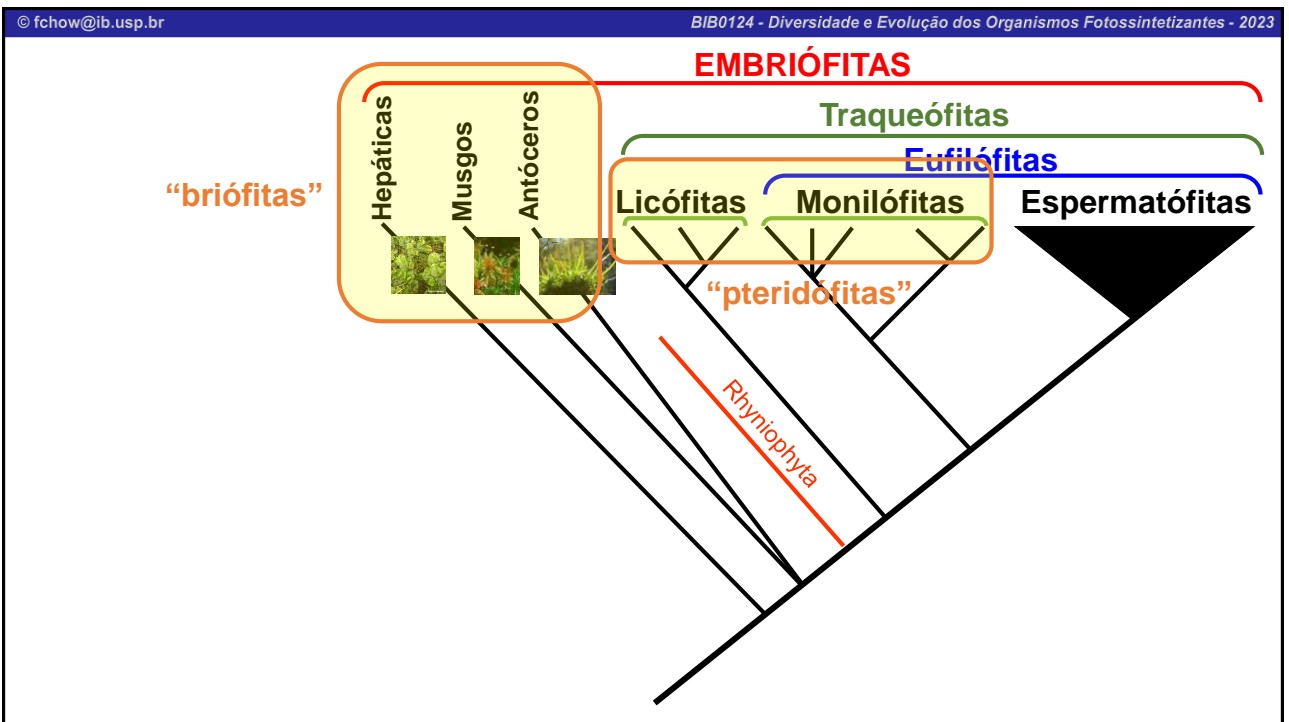 © fchow@ib.usp.br
BIB0124 - Diversidade e Evolução dos Organismos Fotossintetizantes - 2023
EMBRIÓFITAS
Traqueófitas
Eufilófitas
“briófitas”
Hepáticas
Musgos
Antóceros
Licófitas
Monilófitas
Espermatófitas
“pteridófitas”
Rhyniophyta